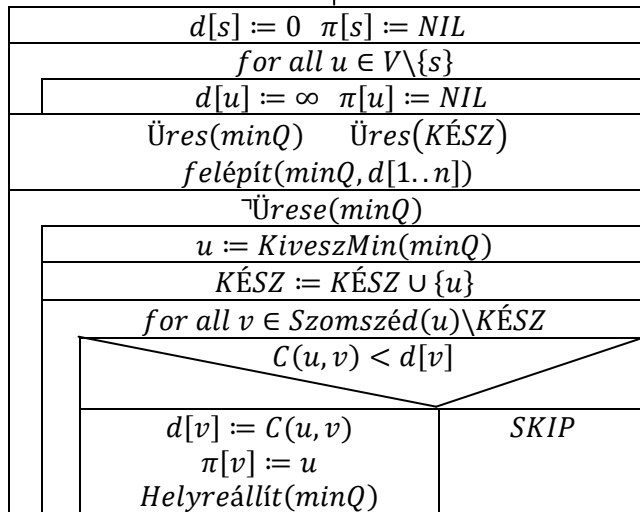 d[s] ≔ 0 π[s] ≔ NIL
for all u ∈ V\{s}
d[u] ≔ ∞ π[u] ≔ NIL
Üres(minQ) Üres(KÉSZ)
felépít(minQ, d[1..n])
¬Ürese(minQ)
u ≔ KiveszMin(minQ)
KÉSZ ≔ KÉSZ ∪ {u}
for all v ∈ Szomszéd(u)\KÉSZ
C(u, v) < d[v]
d[v] ≔ C(u, v) SKIP
π[v] ≔ u
Helyreállít(minQ)